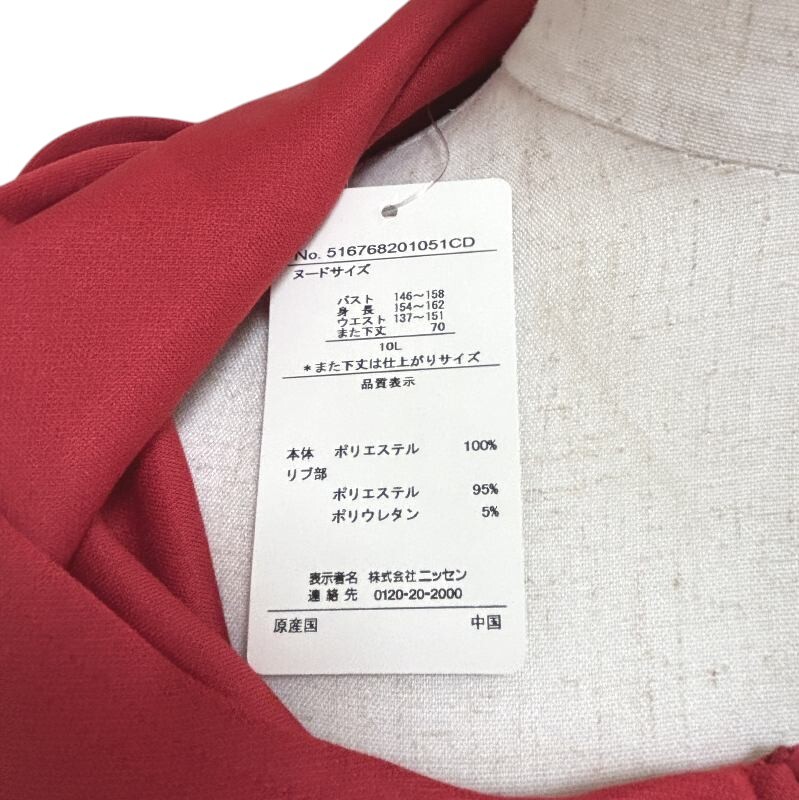 No. 516768201051CD
ヌードサイズ
バスト 146〜158
身長 154〜162
ウエスト 137〜151
また下丈 70
10L
*また下丈は仕上がりサイズ
品質表示
本体 ポリエステル 100%
リブ部
ポリエステル 95%
ポリウレタン 5%
表示者名 株式会社ニッセン
連絡先 0120-20-2000
原産国 中国